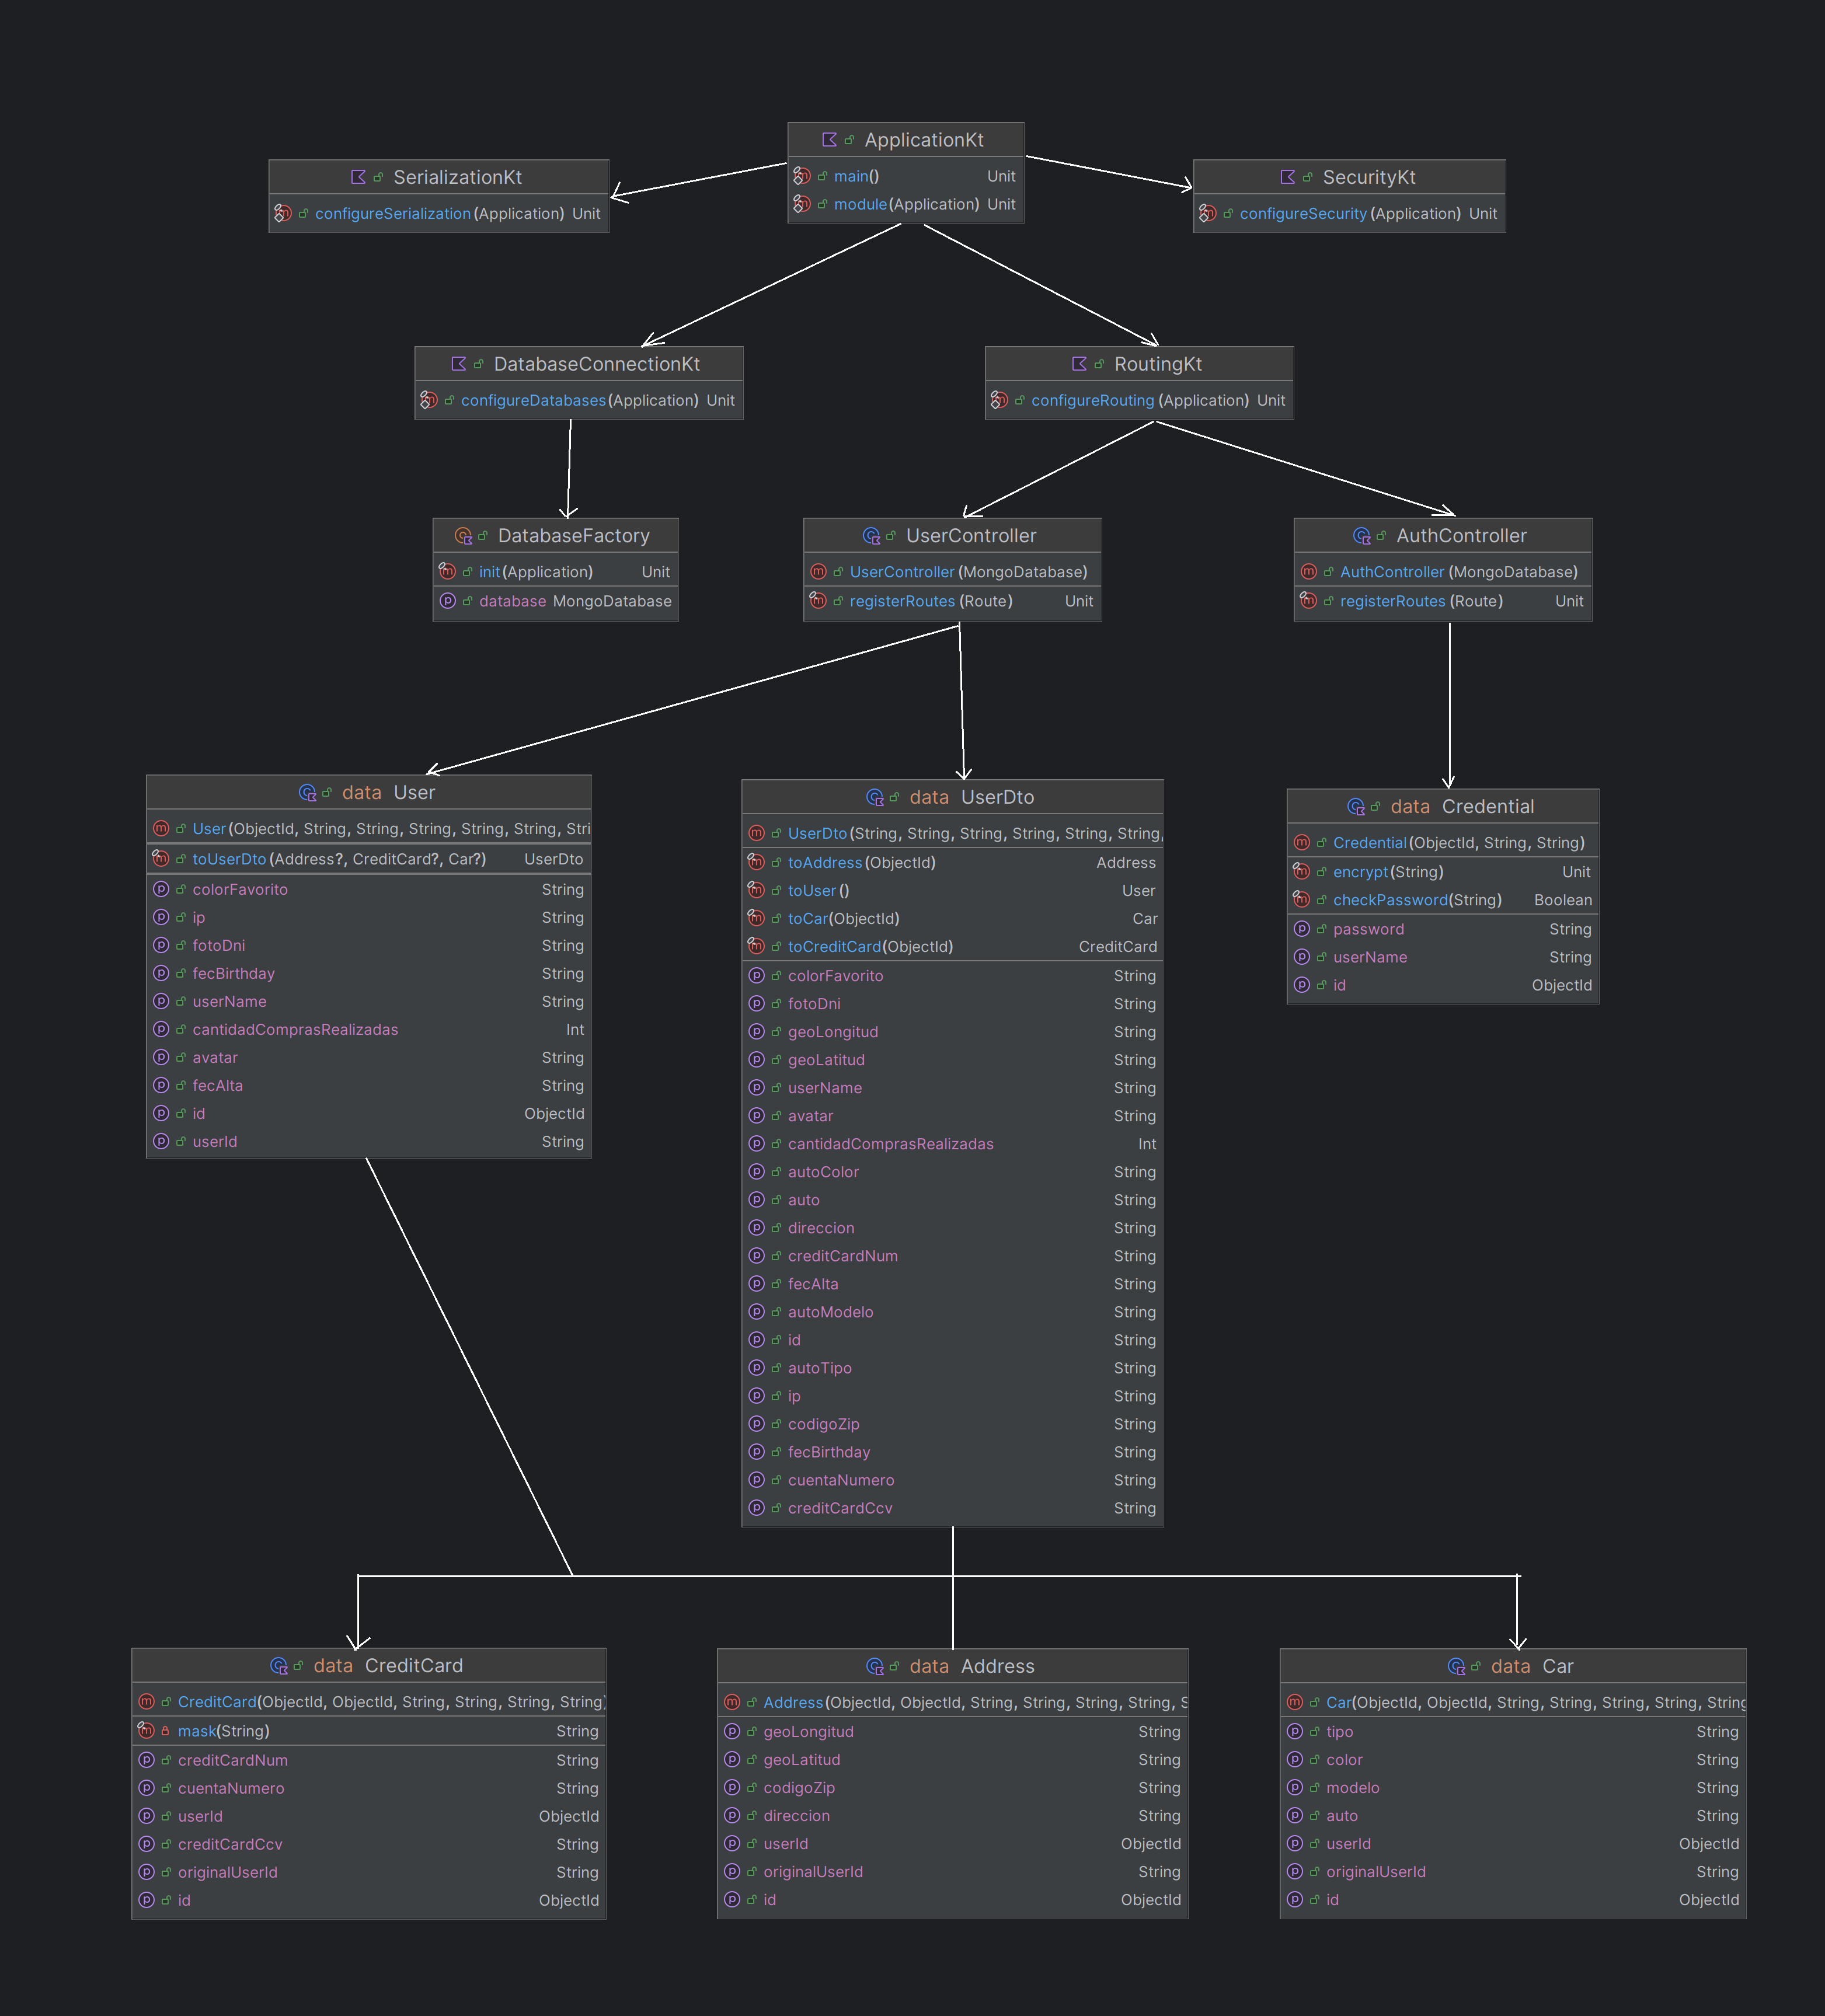 ApplicationKt
main() Unit
module(Application) Unit
SerializationKt
configureSerialization(Application) Unit
SecurityKt
configureSecurity(Application) Unit
DatabaseConnectionKt
configureDatabases(Application) Unit
RoutingKt
configureRouting(Application) Unit
DatabaseFactory
init(Application) Unit
database MongoDatabase
UserController
UserController(MongoDatabase)
registerRoutes(Route) Unit
AuthController
AuthController(MongoDatabase)
registerRoutes(Route) Unit
data User
User(ObjectId, String, String, String, String, String, Stri
toUserDto(Address?, CreditCard?, Car?) UserDto
colorFavorito String
ip String
fotoDni String
fecBirthday String
userName String
cantidadComprasRealizadas Int
avatar String
fecAlta String
id ObjectId
userId String
data UserDto
UserDto(String, String, String, String, String, String,
toAddress(ObjectId) Address
toUser() User
toCar(ObjectId) Car
toCreditCard(ObjectId) CreditCard
colorFavorito String
fotoDni String
geoLongitud String
geoLatitud String
userName String
avatar String
cantidadComprasRealizadas Int
autoColor String
auto String
direccion String
creditCardNum String
fecAlta String
autoModelo String
id String
autoTipo String
ip String
codigoZip String
fecBirthday String
cuentaNumero String
creditCardCcv String
data Credential
Credential(ObjectId, String, String)
encrypt(String) Unit
checkPassword(String) Boolean
password String
userName String
id ObjectId
data CreditCard
CreditCard(ObjectId, ObjectId, String, String, String, String)
mask(String) String
creditCardNum String
cuentaNumero String
userId ObjectId
creditCardCcv String
originalUserId String
id ObjectId
data Address
Address(ObjectId, ObjectId, String, String, String, String, S
geoLongitud String
geoLatitud String
codigoZip String
direccion String
userId ObjectId
originalUserId String
id ObjectId
data Car
Car(ObjectId, ObjectId, String, String, String, String, String
tipo String
color String
modelo String
auto String
userId ObjectId
originalUserId String
id ObjectId